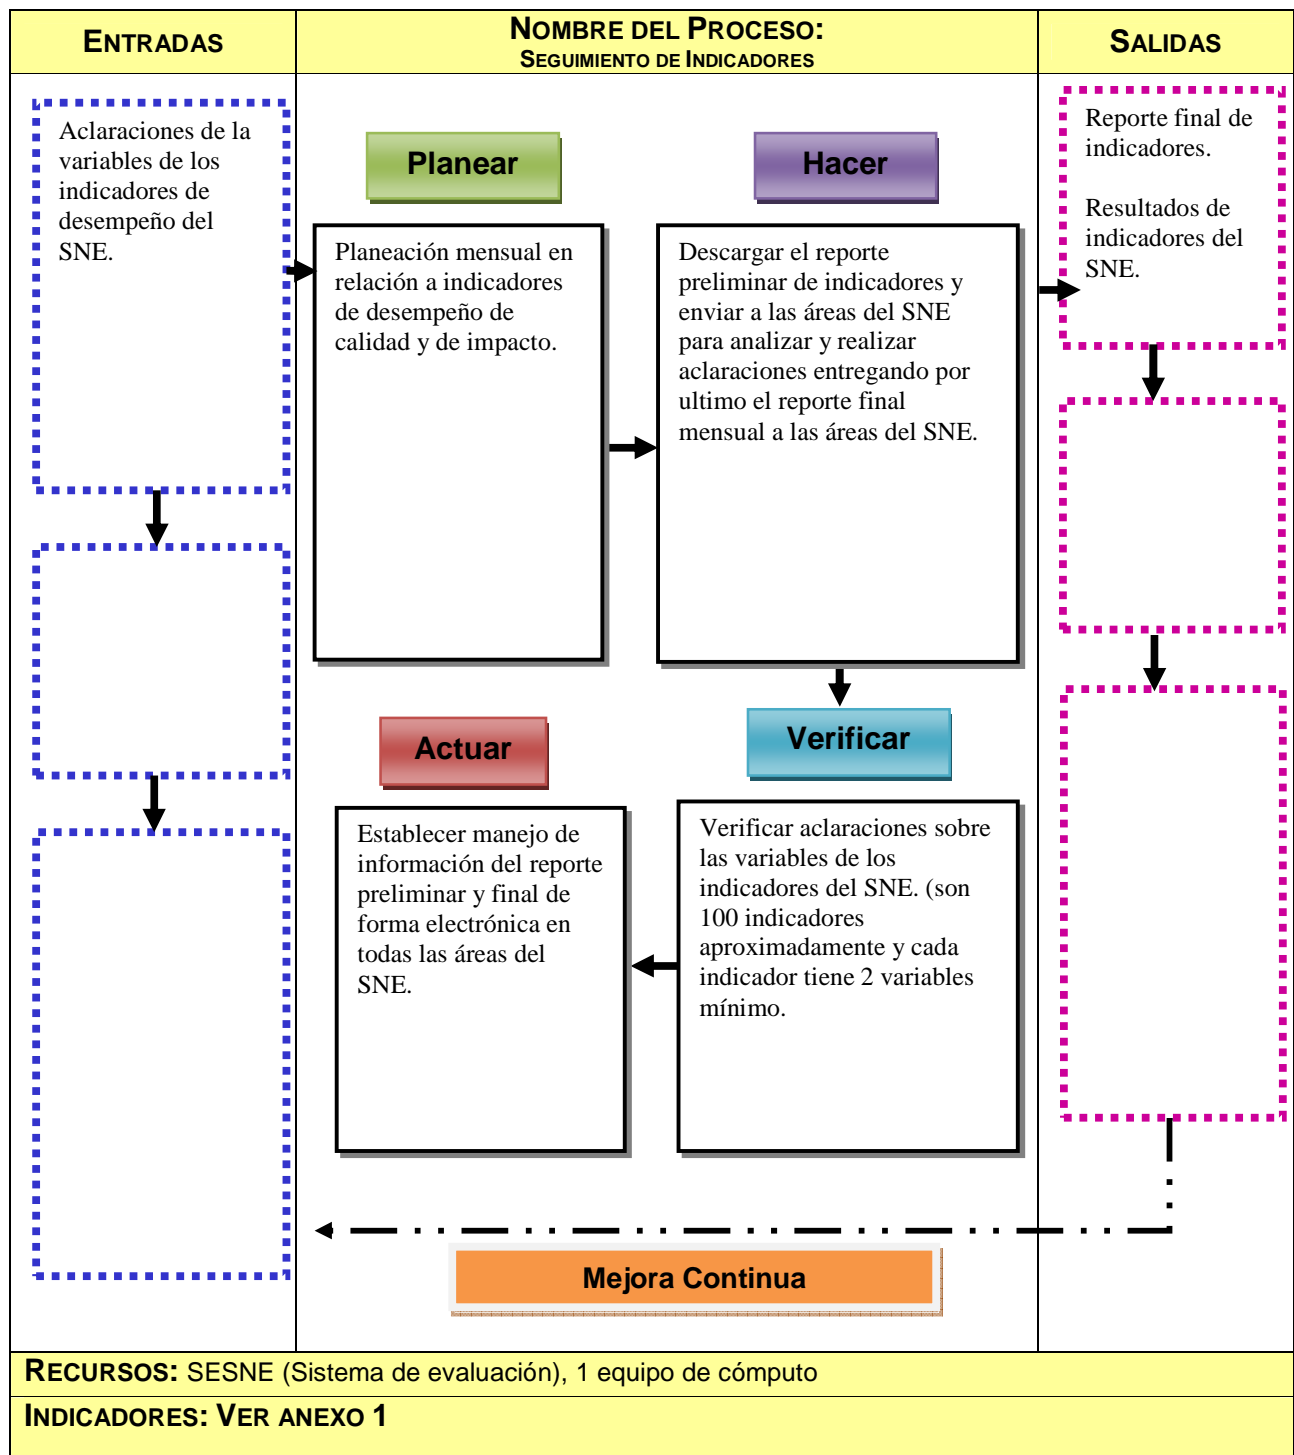 ENTRADAS
NOMBRE DEL PROCESO:
SEGUIMIENTO DE INDICADORES
SALIDAS
Aclaraciones de la
variables de los
indicadores de
desempeño del
SNE.
Planear
Planeación mensual en
relación a indicadores
de desempeño de
calidad y de impacto.
Hacer
Descargar el reporte
preliminar de indicadores y
enviar a las áreas del SNE
para analizar y realizar
aclaraciones entregando por
ultimo el reporte final
mensual a las áreas del SNE.
Reporte final de
indicadores.
Resultados de
indicadores del
SNE.
Actuar
Establecer manejo de
información del reporte
preliminar y final de
forma electrónica en
todas las áreas del
SNE.
Verificar
Verificar aclaraciones sobre
las variables de los
indicadores del SNE. (son
100 indicadores
aproximadamente y cada
indicador tiene 2 variables
mínimo.
Mejora Continua
RECURSOS: SESNE (Sistema de evaluación), 1 equipo de cómputo
INDICADORES: VER ANEXO 1